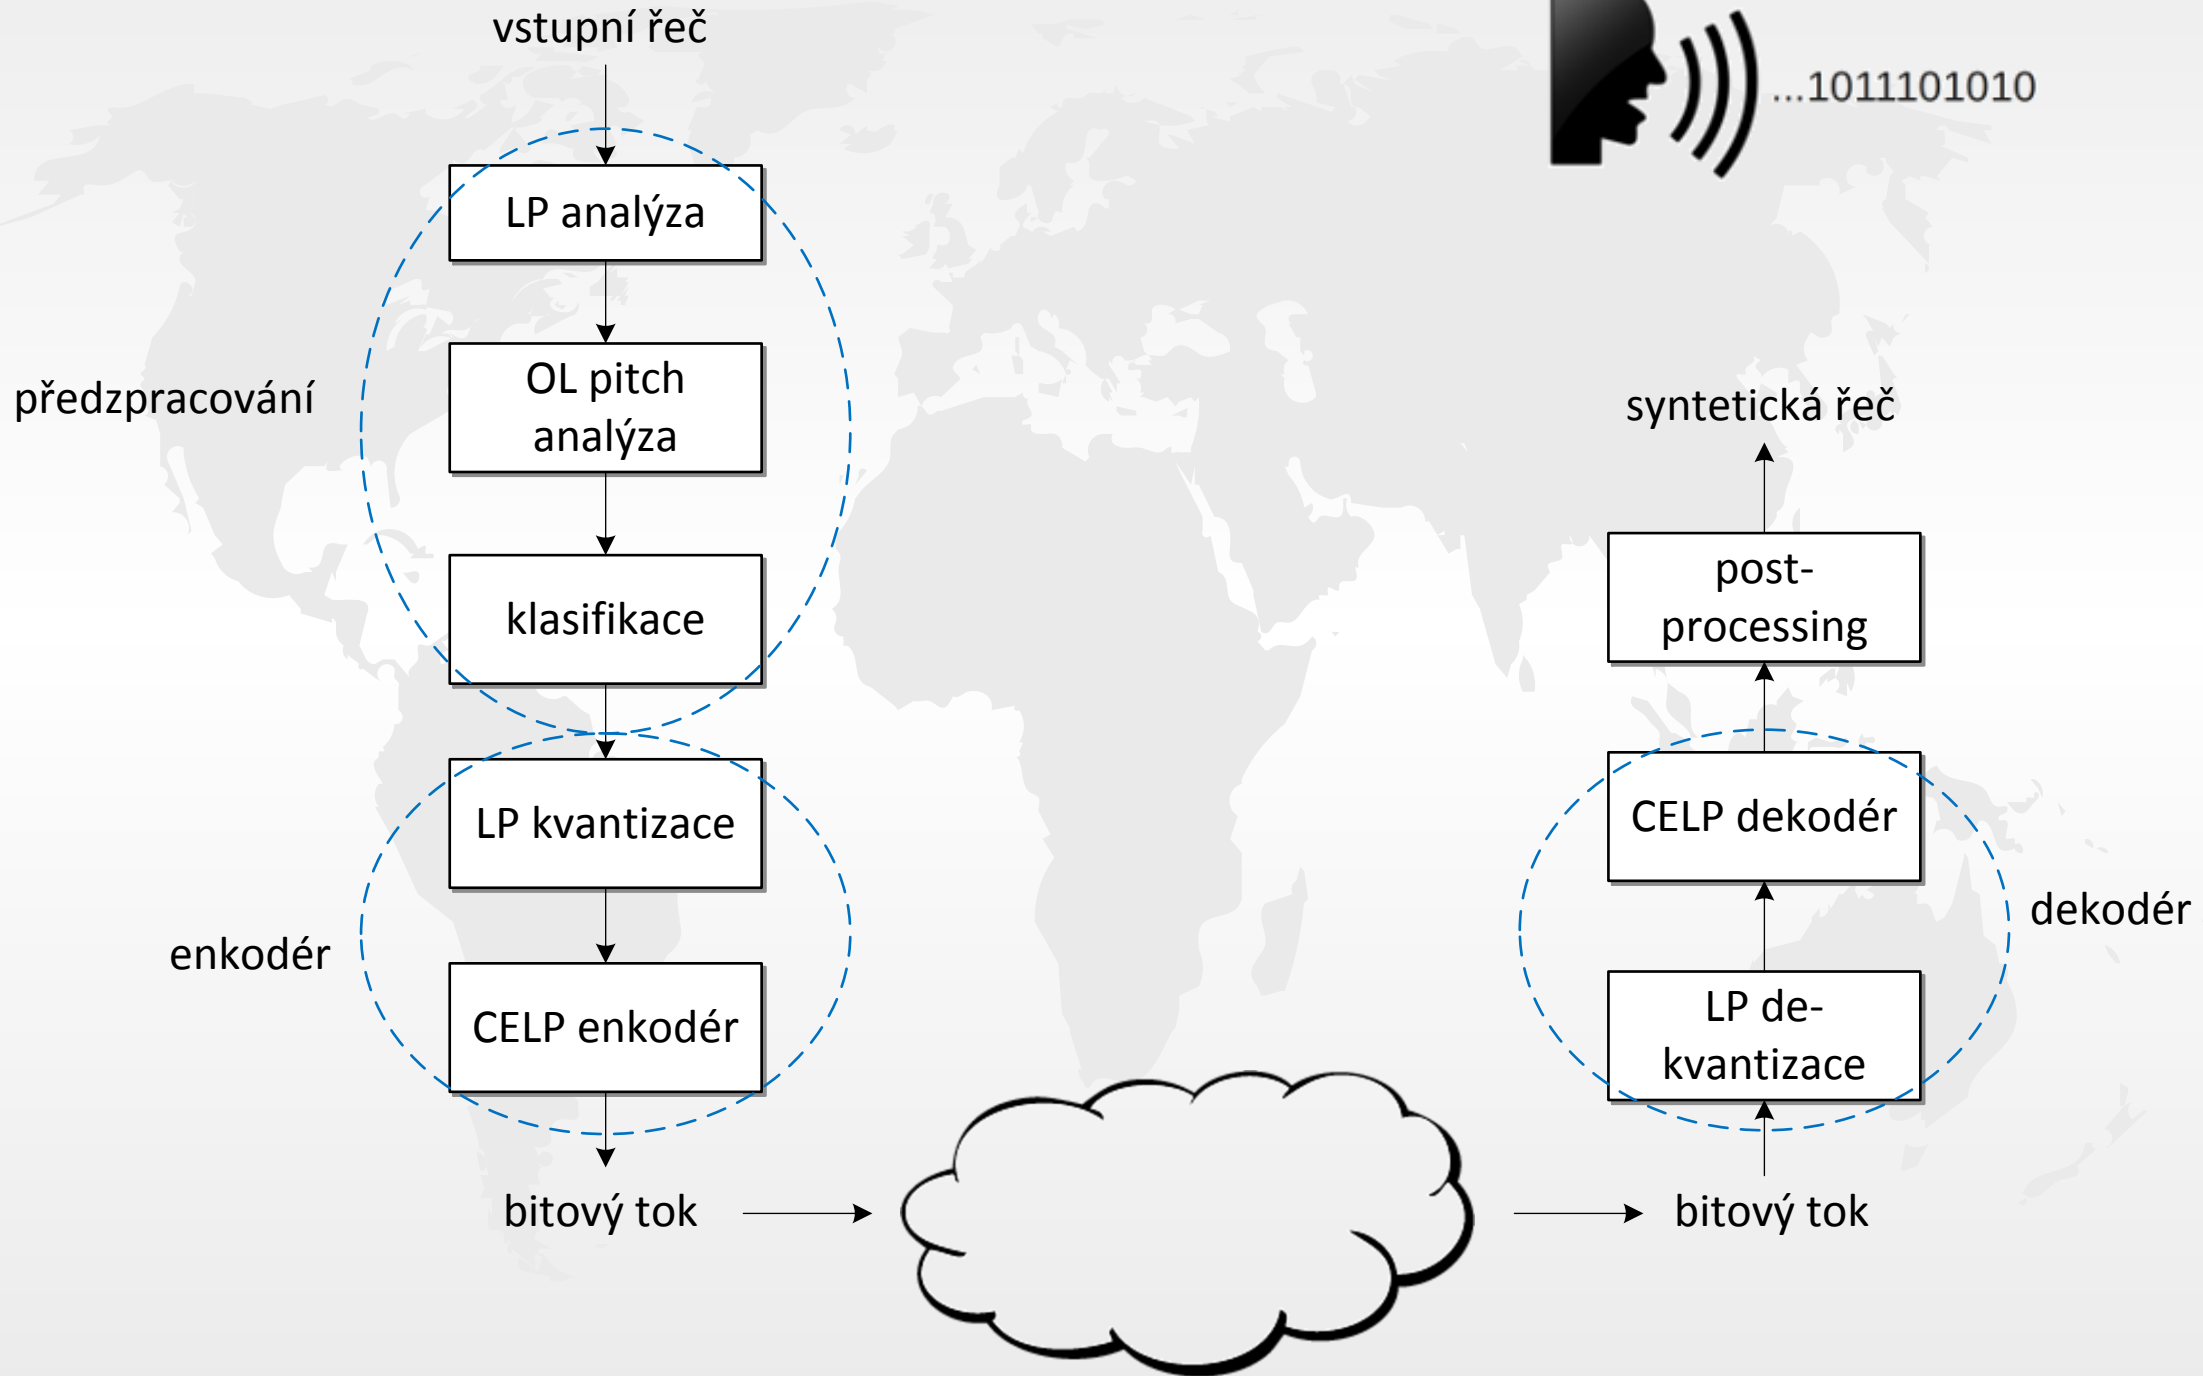 vstupní řeč
...1011101010
LP analýza
OL pitch
analýza
předzpracování
klasifikace
LP kvantizace
enkodér
CELP enkodér
bitový tok
bitový tok
LP de-
kvantizace
dekodér
CELP dekodér
post-
processing
syntetická řeč